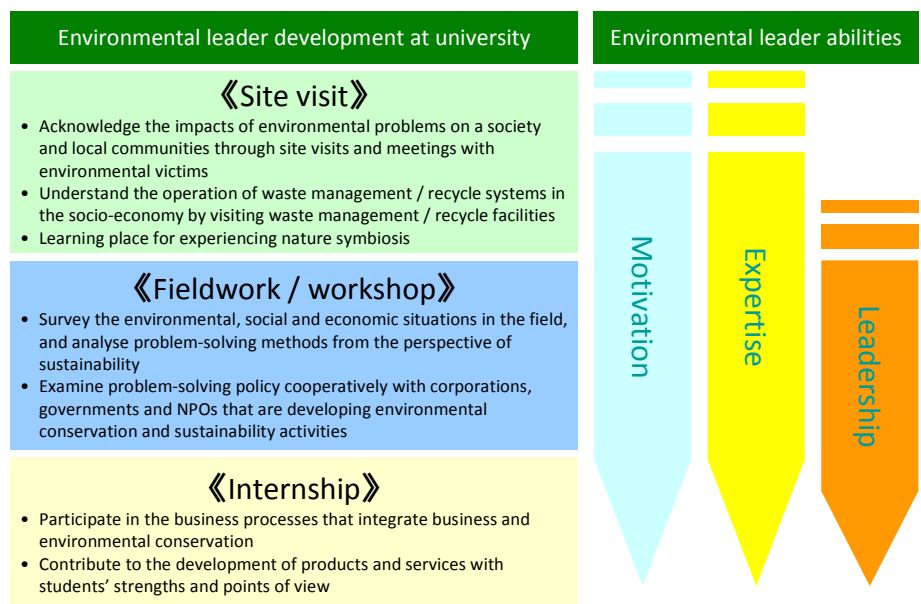 Environmental leader development at university
Environmental leader abilities
《Site visit》
• Acknowledge the impacts of environmental problems on a society
and local communities through site visits and meetings with
environmental victims
• Understand the operation of waste management / recycle systems in
the socio-economy by visiting waste management / recycle facilities
• Learning place for experiencing nature symbiosis
《Fieldwork / workshop》
• Survey the environmental, social and economic situations in the field,
and analyse problem-solving methods from the perspective of
sustainability
• Examine problem-solving policy cooperatively with corporations,
governments and NPOs that are developing environmental
conservation and sustainability activities
《Internship》
• Participate in the business processes that integrate business and
environmental conservation
• Contribute to the development of products and services with
students’ strengths and points of view
Motivation
Expertise
Leadership